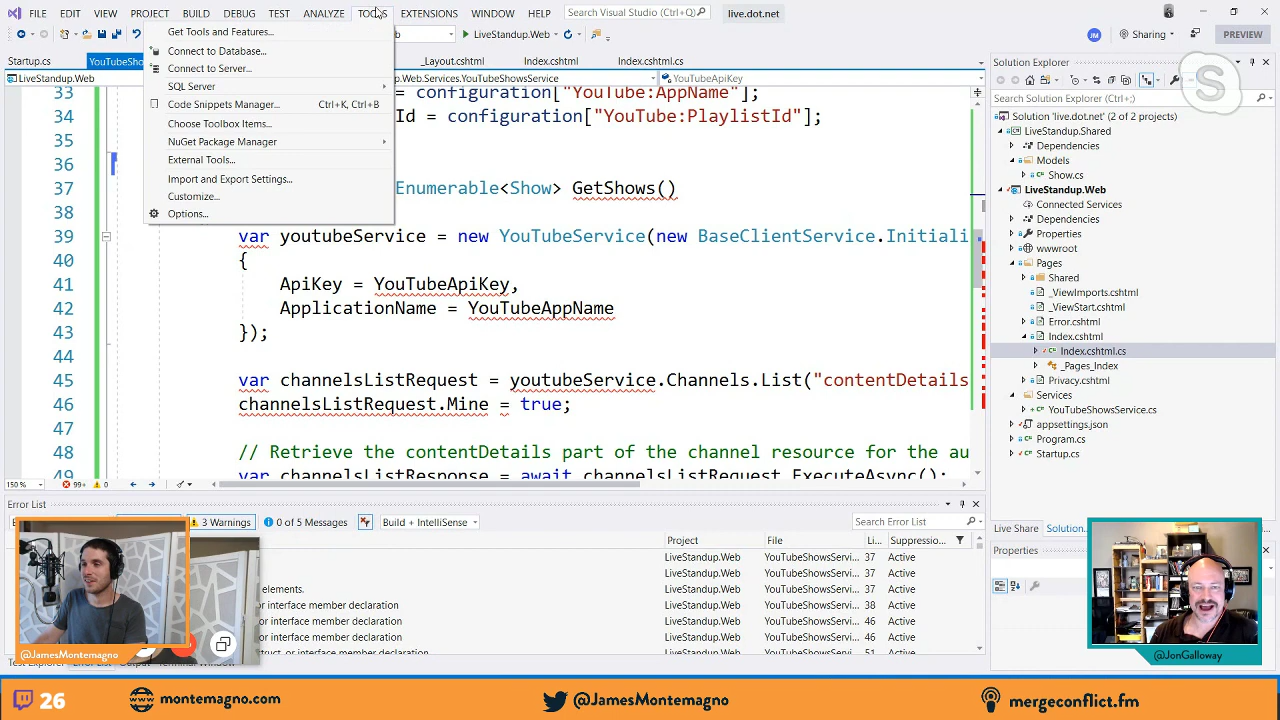 FILE EDIT VIEW PROJECT BUILD DEBUG TEST ANALYZE TOOLS EXTENSIONS WINDOW HELP Search Visual Studio (Ctrl+Q) live.dot.net
LiveStandup.Web JM Sharing PREVIEW
Startup.cs YouTubeSho _Layout.cshtml Index.cshtml Index.cshtml.cs
LiveStandup.Web .Web.Services.YouTubeShowsService YouTubeApiKey
Get Tools and Features...
Connect to Database...
Connect to Server...
SQL Server
Code Snippets Manager... Ctrl+K, Ctrl+B
Choose Toolbox Items...
NuGet Package Manager
External Tools...
Import and Export Settings...
Customize...
Options...
33 = configuration["YouTube:AppName"];
34 Id = configuration["YouTube:PlaylistId"];
35
36
37 Enumerable<Show> GetShows()
38
39 var youtubeService = new YouTubeService(new BaseClientService.Initiali
40 {
41 ApiKey = YouTubeApiKey,
42 ApplicationName = YouTubeAppName
43 });
44
45 var channelsListRequest = youtubeService.Channels.List("contentDetails
46 channelsListRequest.Mine = true;
47
48 // Retrieve the contentDetails part of the channel resource for the au
49 var channelsListResponse = await channelsListRequest.ExecuteAsync();
150 % 99+ 0
Solution Explorer
Search Solution Explorer (Ctrl+;)
Solution 'live.dot.net' (2 of 2 projects)
LiveStandup.Shared
Dependencies
Models
Show.cs
LiveStandup.Web
Connected Services
Dependencies
Properties
wwwroot
Pages
Shared
_ViewImports.cshtml
_ViewStart.cshtml
Error.cshtml
Index.cshtml
Index.cshtml.cs
_Pages_Index
Privacy.cshtml
Services
YouTubeShowsService.cs
appsettings.json
Program.cs
Startup.cs
Live Share Solution...
Properties
Error List
3 Warnings 0 of 5 Messages Build + IntelliSense Search Error List
Project File Li... Suppressio...
LiveStandup.Web YouTubeShowsServi... 37 Active
LiveStandup.Web YouTubeShowsServi... 37 Active
elements. LiveStandup.Web YouTubeShowsServi... 37 Active
or interface member declaration LiveStandup.Web YouTubeShowsServi... 38 Active
or interface member declaration LiveStandup.Web YouTubeShowsServi... 46 Active
or interface member declaration LiveStandup.Web YouTubeShowsServi... 46 Active
or interface member declaration LiveStandup.Web YouTubeShowsServi... 51 Active
@JamesMontemagno
@JonGalloway
26 montemagno.com @JamesMontemagno mergeconflict.fm